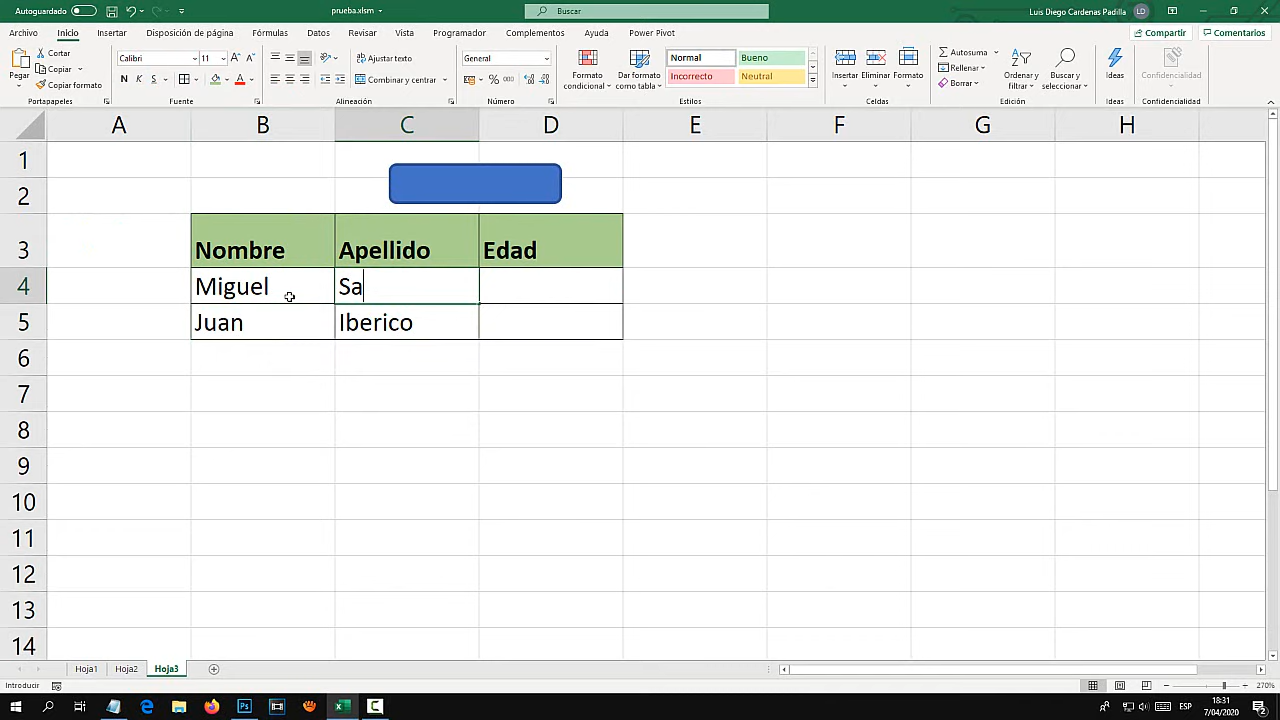 Autoguardado
prueba.xlsm
Buscar
Luis Diego Cardenas Padilla
LD
Archivo
Inicio
Insertar
Disposición de página
Fórmulas
Datos
Revisar
Vista
Programador
Complementos
Ayuda
Power Pivot
Compartir
Comentarios
Pegar
Cortar
Copiar
Copiar formato
Portapapeles
Calibri
11
N K S
Fuente
Ajustar texto
Combinar y centrar
Alineación
General
% 000
Número
Formato condicional
Dar formato como tabla
Normal
Bueno
Incorrecto
Neutral
Estilos
Insertar
Eliminar
Formato
Celdas
Autosuma
Rellenar
Borrar
Ordenar y filtrar
Buscar y seleccionar
Edición
Ideas
Ideas
Confidencialidad
Confidencialidad
A B C D E F G H
1
2
3 Nombre Apellido Edad
4 Miguel Sa
5 Juan Iberico
6
7
8
9
10
11
12
13
14
Hoja1 Hoja2 Hoja3
Introducir
270%
ESP
18:31
7/04/2020
2